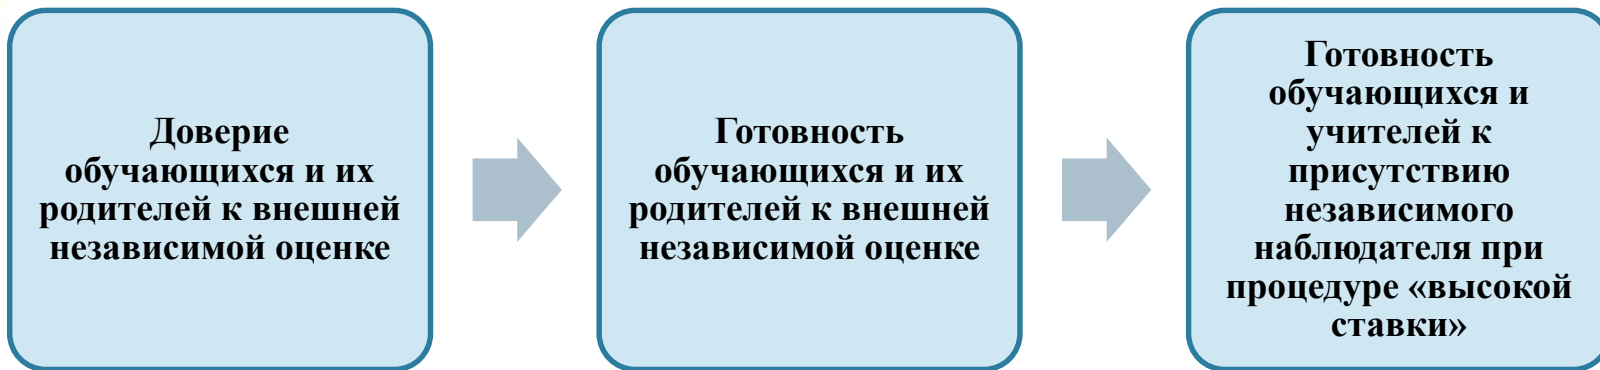 Доверие
обучающихся и их
родителей к внешней
независимой оценке
Готовность
обучающихся и их
родителей к внешней
независимой оценке
Готовность
обучающихся и
учителей к
присутствию
независимого
наблюдателя при
процедуре «высокой
ставки»